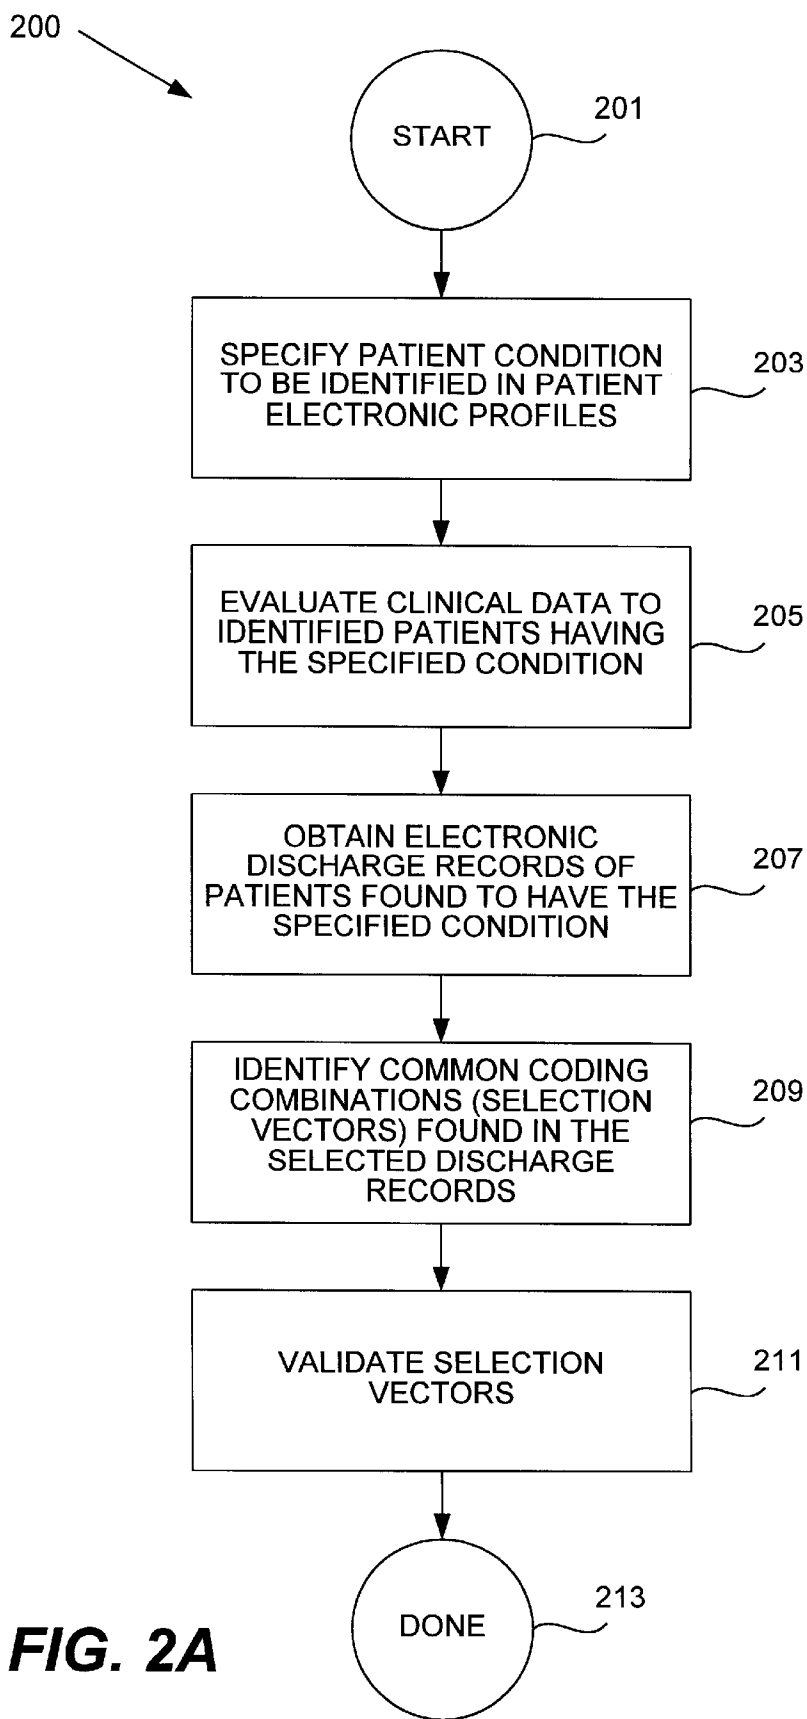 200
START
201
SPECIFY PATIENT CONDITION
TO BE IDENTIFIED IN PATIENT
ELECTRONIC PROFILES
203
EVALUATE CLINICAL DATA TO
IDENTIFIED PATIENTS HAVING
THE SPECIFIED CONDITION
205
OBTAIN ELECTRONIC
DISCHARGE RECORDS OF
PATIENTS FOUND TO HAVE THE
SPECIFIED CONDITION
207
IDENTIFY COMMON CODING
COMBINATIONS (SELECTION
VECTORS) FOUND IN THE
SELECTED DISCHARGE
RECORDS
209
VALIDATE SELECTION
VECTORS
211
DONE
213
FIG. 2A